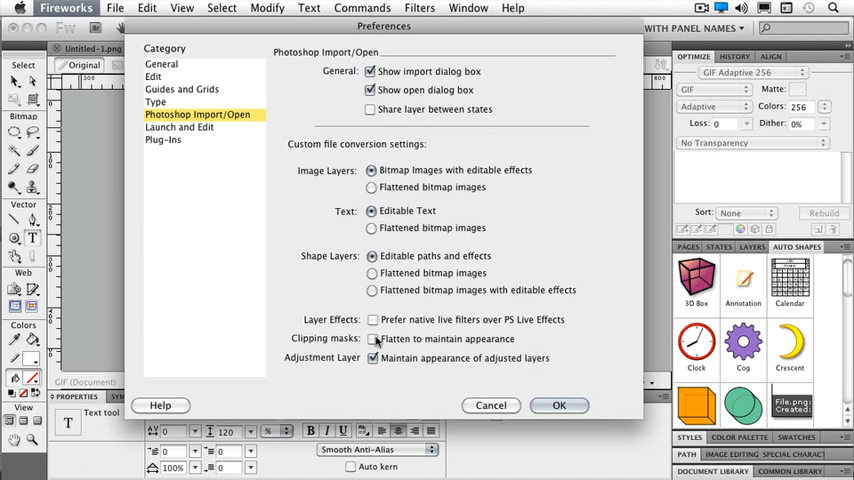 Fireworks File Edit View Select Modify Text Commands Filters Window Help
Preferences
Fw
WITH PANEL NAMES
Untitled-1.png
Original
300
Select
Bitmap
Vector
Web
Colors
View
Category
General
Edit
Guides and Grids
Type
Photoshop Import/Open
Launch and Edit
Plug-Ins
Photoshop Import/Open
General: Show import dialog box
Show open dialog box
Share layer between states
Custom file conversion settings:
Image Layers: Bitmap Images with editable effects
Flattened bitmap images
Text: Editable Text
Flattened bitmap images
Shape Layers: Editable paths and effects
Flattened bitmap images
Flattened bitmap images with editable effects
Layer Effects: Prefer native live filters over PS Live Effects
Clipping masks: Flatten to maintain appearance
Adjustment Layer Maintain appearance of adjusted layers
Help Cancel OK
GIF (Document)
PROPERTIES
Text tool
T
0 120 % B I U
0 0 Smooth Anti-Alias
100% 0 Auto kern
OPTIMIZE HISTORY ALIGN
GIF Adaptive 256
GIF Matte:
Adaptive Colors: 256
Loss: 0 Dither: 0%
No Transparency
Sort: None Rebuild
PAGES STATES LAYERS AUTO SHAPES
3D Box Annotation Calendar
Clock Cog Crescent
File.png:
Created:
STYLES COLOR PALETTE SWATCHES
PATH IMAGE EDITING SPECIAL CHARACT
DOCUMENT LIBRARY COMMON LIBRARY